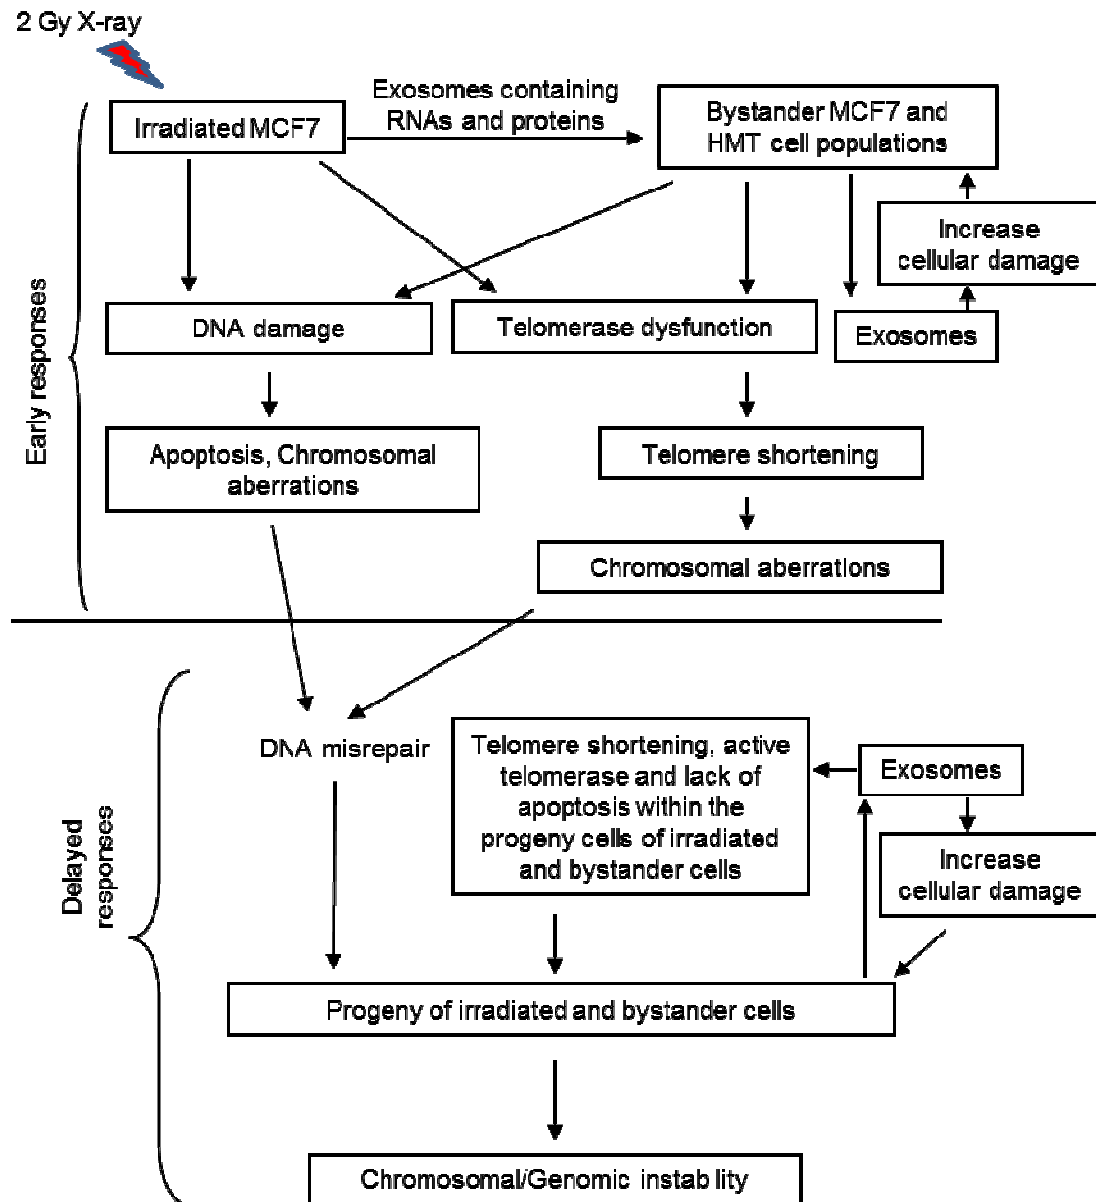 2 Gy X-ray
Irradiated MCF7
Exosomes containing
RNAs and proteins
Bystander MCF7 and
HMT cell populations
Increase
cellular damage
Exosomes
DNA damage
Telomerase dysfunction
Early responses
Apoptosis, Chromosomal
aberrations
Telomere shortening
Chromosomal aberrations
DNA misrepair
Telomere shortening, active
telomerase and lack of
apoptosis within the
progeny cells of irradiated
and bystander cells
Exosomes
Increase
cellular damage
Delayed
responses
Progeny of irradiated and bystander cells
Chromosomal/Genomic instability